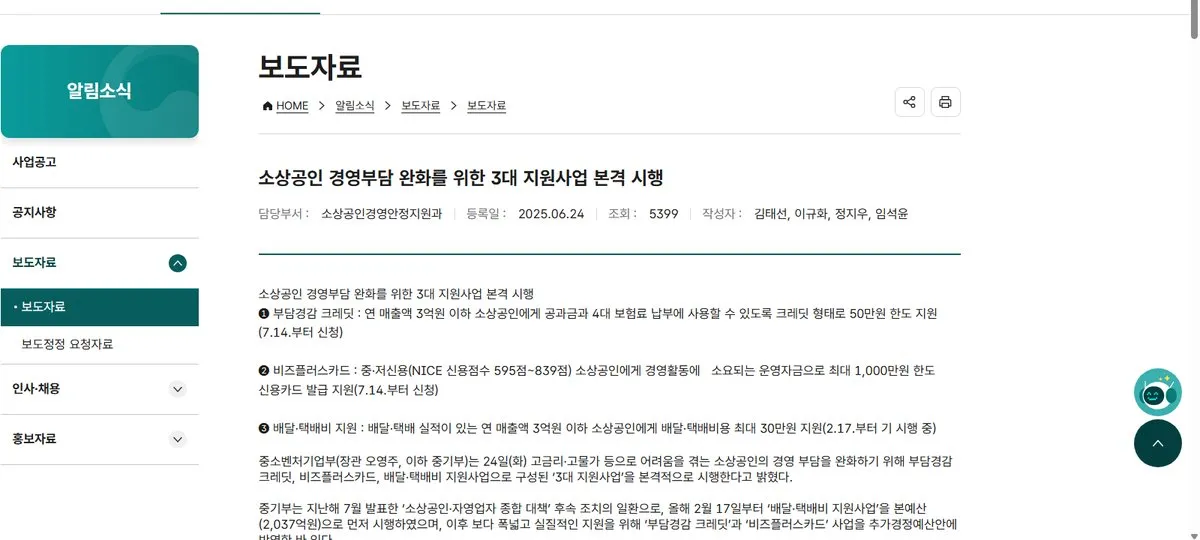 알림소식
사업공고
공지사항
보도자료
· 보도자료
보도정정 요청자료
인사·채용
홍보자료
보도자료
HOME > 알림소식 > 보도자료 > 보도자료
소상공인 경영부담 완화를 위한 3대 지원사업 본격 시행
담당부서 : 소상공인경영안정지원과 등록일 : 2025.06.24 조회 : 5399 작성자 : 김태선, 이규화, 정지우, 임석윤
소상공인 경영부담 완화를 위한 3대 지원사업 본격 시행
❶ 부담경감 크레딧 : 연 매출액 3억원 이하 소상공인에게 공과금과 4대 보험료 납부에 사용할 수 있도록 크레딧 형태로 50만원 한도 지원
(7.14.부터 신청)
❷ 비즈플러스카드 : 중·저신용(NICE 신용점수 595점~839점) 소상공인에게 경영활동에 소요되는 운영자금으로 최대 1,000만원 한도
신용카드 발급 지원(7.14.부터 신청)
❸ 배달·택배비 지원 : 배달·택배 실적이 있는 연 매출액 3억원 이하 소상공인에게 배달·택배비용 최대 30만원 지원(2.17.부터 기 시행 중)
중소벤처기업부(장관 오영주, 이하 중기부)는 24일(화) 고금리·고물가 등으로 어려움을 겪는 소상공인의 경영 부담을 완화하기 위해 부담경감
크레딧, 비즈플러스카드, 배달·택배비 지원사업으로 구성된 '3대 지원사업'을 본격적으로 시행한다고 밝혔다.
중기부는 지난해 7월 발표한 '소상공인·자영업자 종합 대책' 후속 조치의 일환으로, 올해 2월 17일부터 '배달·택배비 지원사업'을 본예산
(2,037억원)으로 먼저 시행하였으며, 이후 보다 폭넓고 실질적인 지원을 위해 '부담경감 크레딧'과 '비즈플러스카드' 사업을 추가경정예산안에
반영한 바 있다.